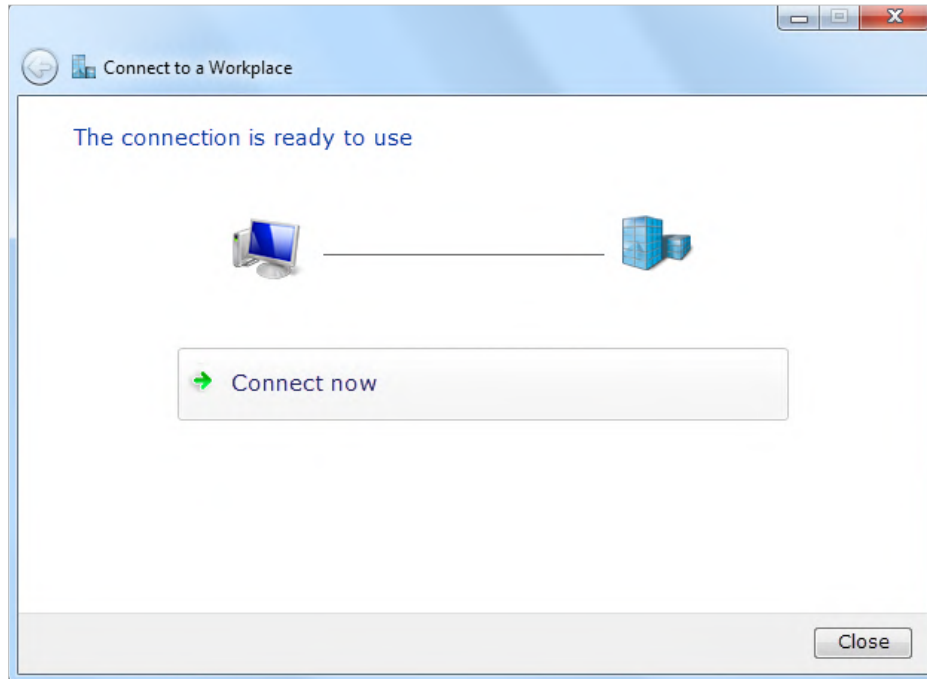 Connect to a Workplace
The connection is ready to use
Connect now
Close